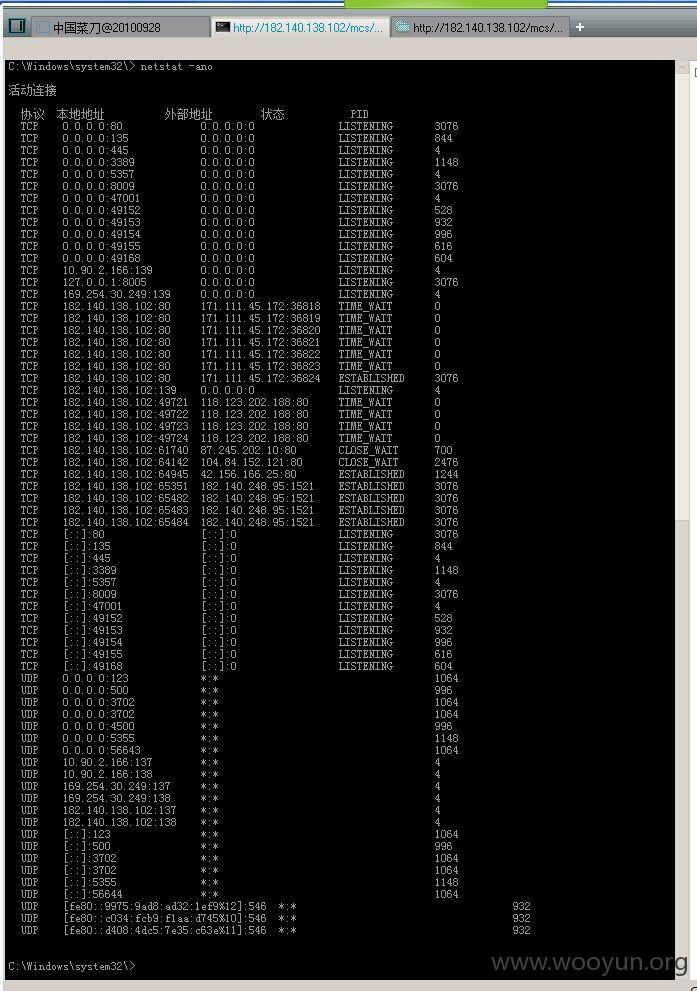 中国菜刀@20100928 http://182.140.138.102/mcs/... http://182.140.138.102/mcs/... +
C:\Windows\system32\> netstat -ano
活动连接
协议 本地地址 外部地址 状态 PID
TCP 0.0.0.0:80 0.0.0.0:0 LISTENING 3076
TCP 0.0.0.0:135 0.0.0.0:0 LISTENING 844
TCP 0.0.0.0:445 0.0.0.0:0 LISTENING 4
TCP 0.0.0.0:3389 0.0.0.0:0 LISTENING 1148
TCP 0.0.0.0:5357 0.0.0.0:0 LISTENING 4
TCP 0.0.0.0:8009 0.0.0.0:0 LISTENING 3076
TCP 0.0.0.0:47001 0.0.0.0:0 LISTENING 4
TCP 0.0.0.0:49152 0.0.0.0:0 LISTENING 528
TCP 0.0.0.0:49153 0.0.0.0:0 LISTENING 932
TCP 0.0.0.0:49154 0.0.0.0:0 LISTENING 996
TCP 0.0.0.0:49155 0.0.0.0:0 LISTENING 616
TCP 0.0.0.0:49168 0.0.0.0:0 LISTENING 604
TCP 10.90.2.166:139 0.0.0.0:0 LISTENING 4
TCP 127.0.0.1:8005 0.0.0.0:0 LISTENING 3076
TCP 169.254.30.249:139 0.0.0.0:0 LISTENING 4
TCP 182.140.138.102:80 171.111.45.172:36818 TIME_WAIT 0
TCP 182.140.138.102:80 171.111.45.172:36819 TIME_WAIT 0
TCP 182.140.138.102:80 171.111.45.172:36820 TIME_WAIT 0
TCP 182.140.138.102:80 171.111.45.172:36821 TIME_WAIT 0
TCP 182.140.138.102:80 171.111.45.172:36822 TIME_WAIT 0
TCP 182.140.138.102:80 171.111.45.172:36823 TIME_WAIT 0
TCP 182.140.138.102:80 171.111.45.172:36824 ESTABLISHED 3076
TCP 182.140.138.102:139 0.0.0.0:0 LISTENING 4
TCP 182.140.138.102:49721 118.123.202.188:80 TIME_WAIT 0
TCP 182.140.138.102:49722 118.123.202.188:80 TIME_WAIT 0
TCP 182.140.138.102:49723 118.123.202.188:80 TIME_WAIT 0
TCP 182.140.138.102:49724 118.123.202.188:80 TIME_WAIT 0
TCP 182.140.138.102:61740 87.245.202.10:80 CLOSE_WAIT 700
TCP 182.140.138.102:64142 104.84.152.121:80 CLOSE_WAIT 2476
TCP 182.140.138.102:64945 42.156.166.25:80 ESTABLISHED 1244
TCP 182.140.138.102:65351 182.140.248.95:1521 ESTABLISHED 3076
TCP 182.140.138.102:65482 182.140.248.95:1521 ESTABLISHED 3076
TCP 182.140.138.102:65483 182.140.248.95:1521 ESTABLISHED 3076
TCP 182.140.138.102:65484 182.140.248.95:1521 ESTABLISHED 3076
TCP [::]:80 [::]:0 LISTENING 3076
TCP [::]:135 [::]:0 LISTENING 844
TCP [::]:445 [::]:0 LISTENING 4
TCP [::]:3389 [::]:0 LISTENING 1148
TCP [::]:5357 [::]:0 LISTENING 4
TCP [::]:8009 [::]:0 LISTENING 3076
TCP [::]:47001 [::]:0 LISTENING 4
TCP [::]:49152 [::]:0 LISTENING 528
TCP [::]:49153 [::]:0 LISTENING 932
TCP [::]:49154 [::]:0 LISTENING 996
TCP [::]:49155 [::]:0 LISTENING 616
TCP [::]:49168 [::]:0 LISTENING 604
UDP 0.0.0.0:123 *:* 1064
UDP 0.0.0.0:500 *:* 996
UDP 0.0.0.0:3702 *:* 1064
UDP 0.0.0.0:3702 *:* 1064
UDP 0.0.0.0:4500 *:* 996
UDP 0.0.0.0:5355 *:* 1148
UDP 0.0.0.0:56643 *:* 1064
UDP 10.90.2.166:137 *:* 4
UDP 10.90.2.166:138 *:* 4
UDP 169.254.30.249:137 *:* 4
UDP 169.254.30.249:138 *:* 4
UDP 182.140.138.102:137 *:* 4
UDP 182.140.138.102:138 *:* 4
UDP [::]:123 *:* 1064
UDP [::]:500 *:* 996
UDP [::]:3702 *:* 1064
UDP [::]:3702 *:* 1064
UDP [::]:5355 *:* 1148
UDP [::]:56644 *:* 1064
UDP [fe80::9975:9ad8:ad32:1ef9%12]:546 *:* 932
UDP [fe80::c034:fcb9:f1aa:d745%10]:546 *:* 932
UDP [fe80::d408:4dc5:7e35:c63e%11]:546 *:* 932
C:\Windows\system32\>
www.wooyun.org